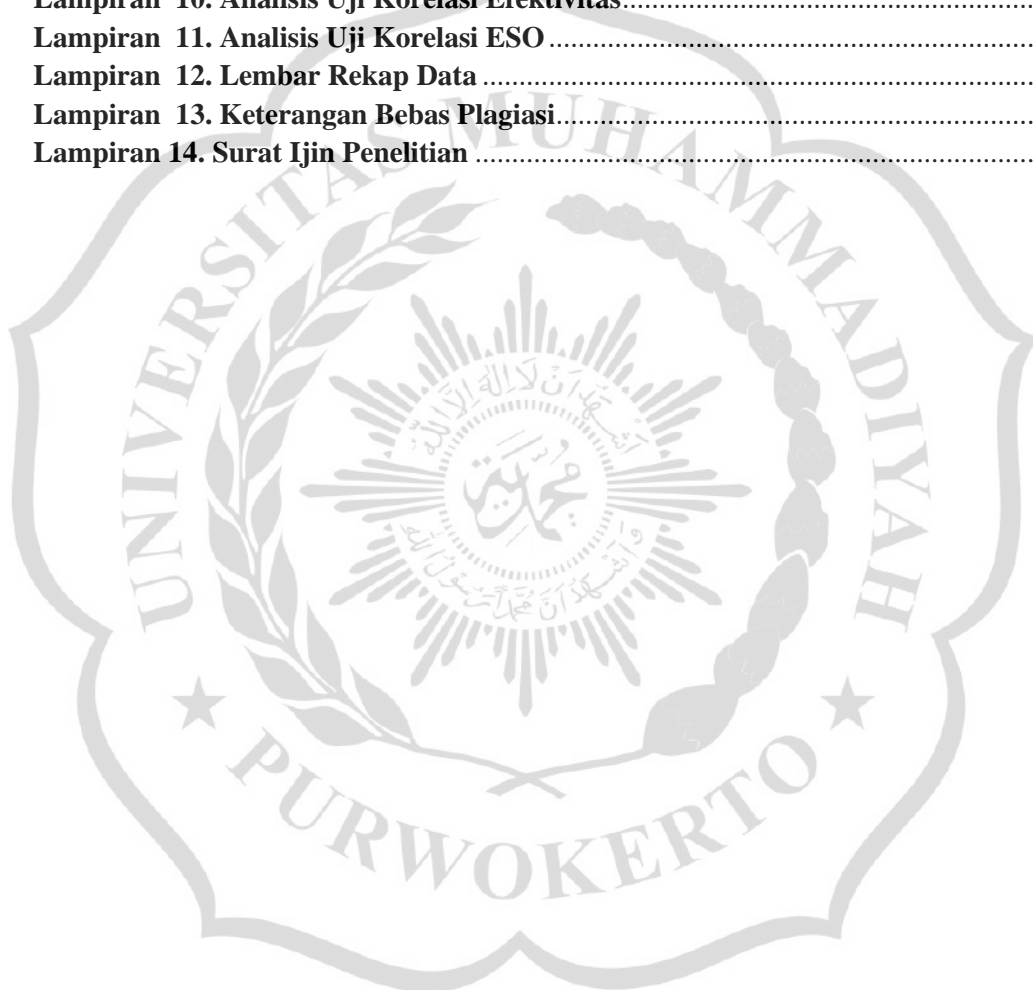 Lampiran  10. Analisis Uji Korelasi Efektivitas..........................................................
Lampiran  11. Analisis Uji Korelasi ESO..........................................................
Lampiran  12. Lembar Rekap Data..........................................................
Lampiran  13. Keterangan Bebas Plagiasi..........................................................
Lampiran 14. Surat Ijin Penelitian..........................................................
UNIVERSITAS MUHAMMADIYAH
PURWOKERTO